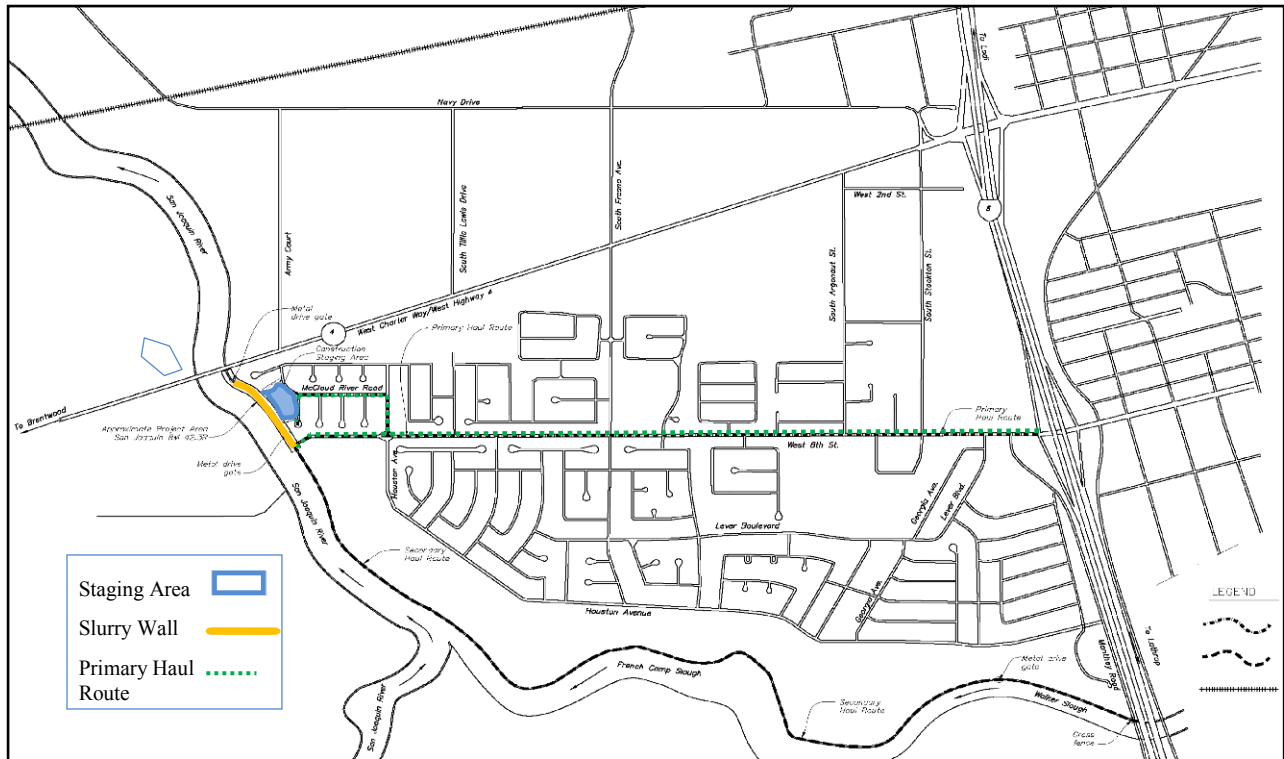 To Lodi
Navy Drive
South Fresno Ave.
West 2nd St.
5
San Joaquin River
South Tillie Lewis Drive
Army Court
South Argonaut St.
South Stockton St.
West Charter Way/West Highway 4
Metal
drive gate
4
Primary Haul Route
Construction
Staging Area
McCloud River Road
To Brentwood
Approximate Project Area
San Joaquin RM 42.3R
Primary
Haul Route
West 8th St.
Metal drive
gate
Houston Ave.
San Joaquin River
Georgia Ave.
Lever Blvd.
Lever Boulevard
Secondary
Haul Route
Houston Avenue
Georgia Ave.
Staging Area
Slurry Wall
Primary Haul
Route
LEGEND
French Camp Slough
Metal drive
gate
Manthey Road
To Lathrop
San Joaquin River
Secondary
Haul Route
Walker Slough
Cross
fence